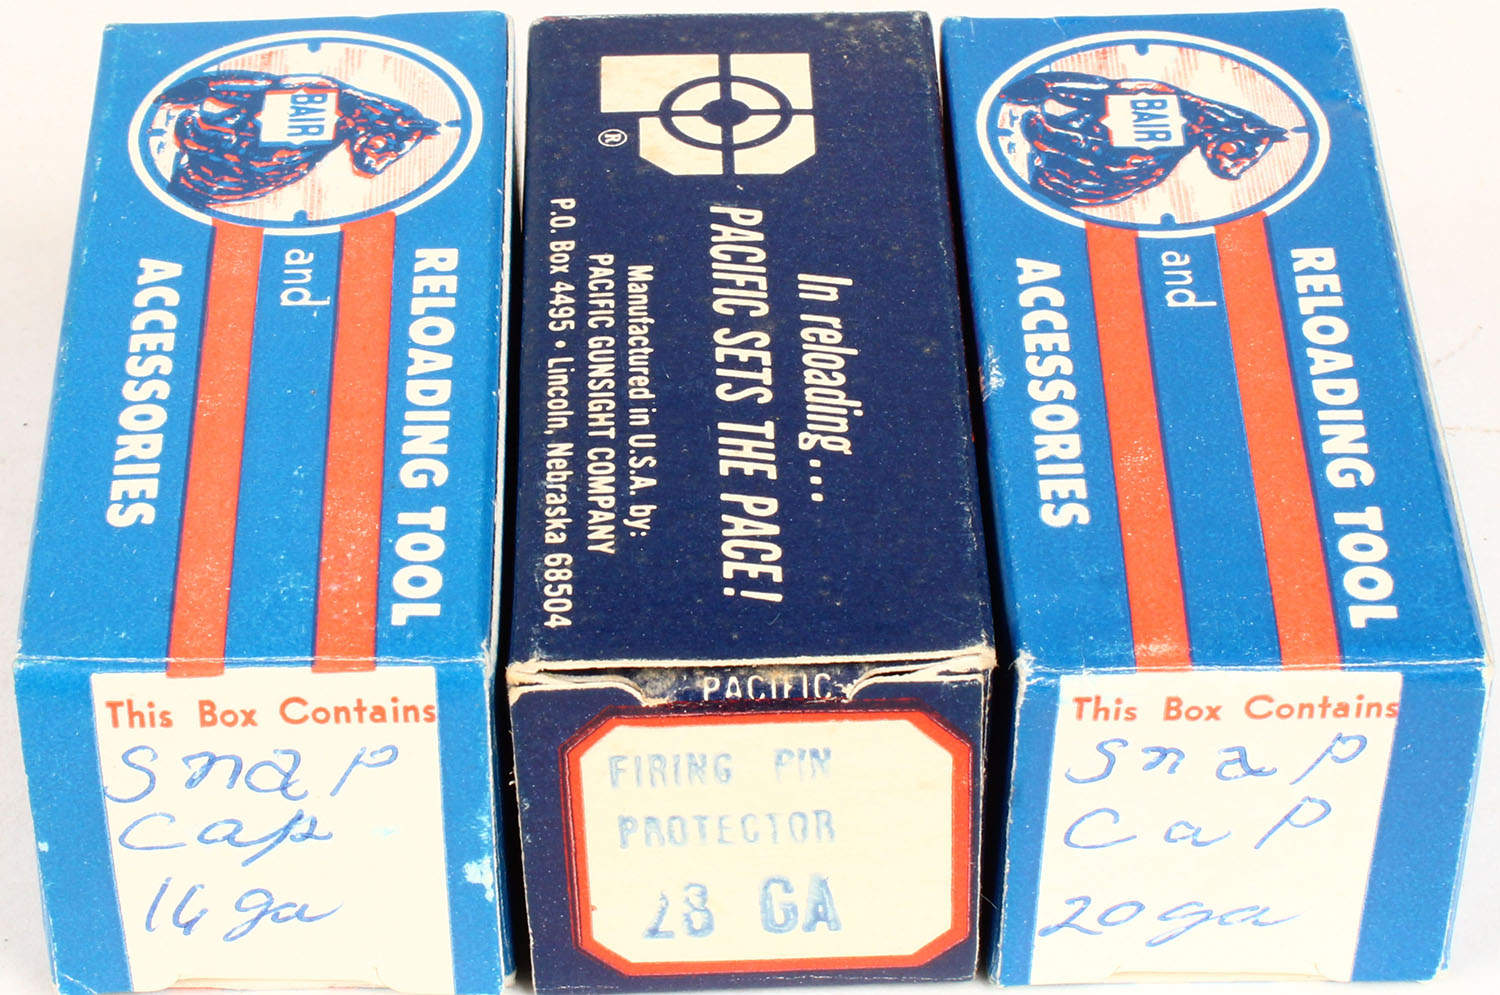 BAIR
RELOADING TOOL
and
ACCESSORIES
This Box Contains
Snap
Cap
16 ga
®
In reloading...
PACIFIC SETS THE PACE!
Manufactured in U.S.A. by:
PACIFIC GUNSIGHT COMPANY
P.O. Box 4495 • Lincoln, Nebraska 68504
PACIFIC
FIRING PIN
PROTECTOR
28 GA
BAIR
RELOADING TOOL
and
ACCESSORIES
This Box Contains
Snap
Cap
20 ga